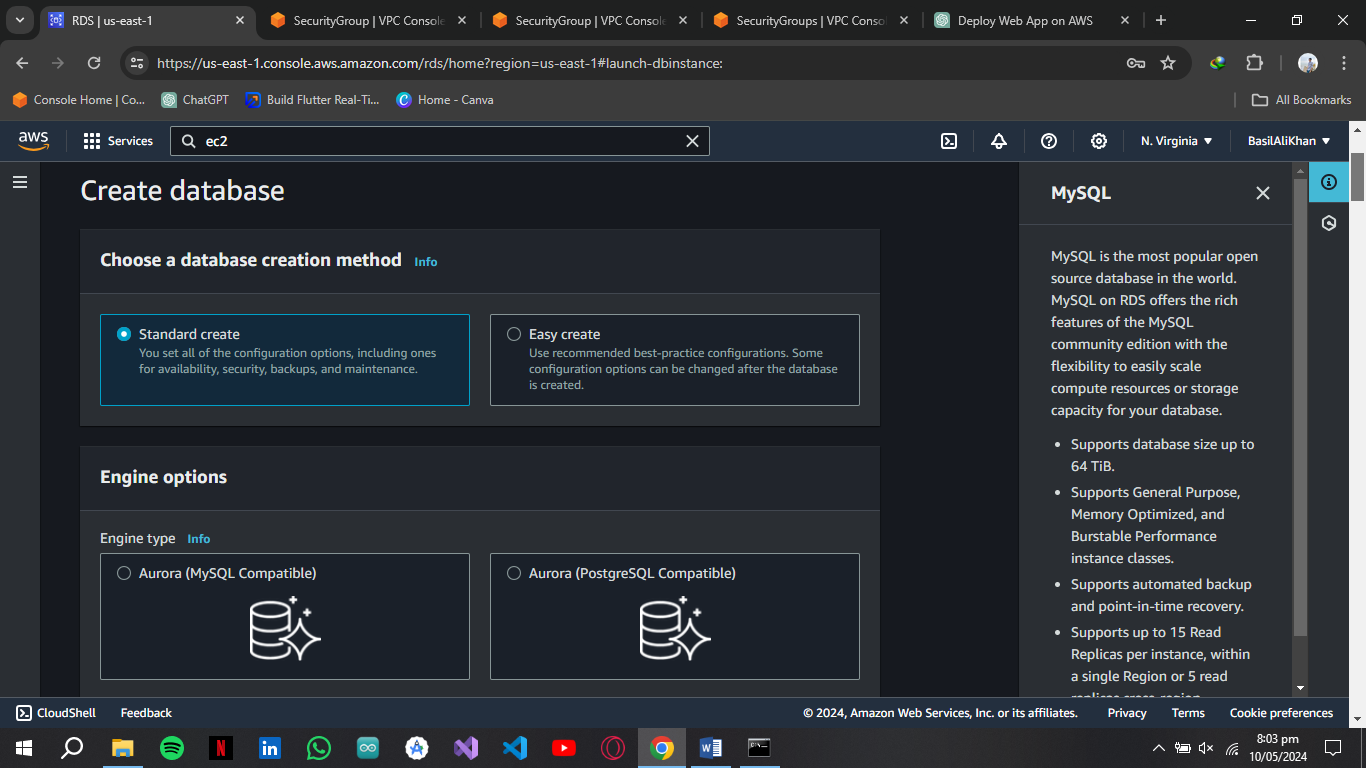 RDS | us-east-1
SecurityGroup | VPC Console
SecurityGroup | VPC Console
SecurityGroups | VPC Conso
Deploy Web App on AWS
https://us-east-1.console.aws.amazon.com/rds/home?region=us-east-1#launch-dbinstance:
Console Home | Co...
ChatGPT
Build Flutter Real-Ti...
Home - Canva
All Bookmarks
aws
Services
ec2
N. Virginia
BasilAliKhan
Create database
Choose a database creation method Info
Standard create
You set all of the configuration options, including ones
for availability, security, backups, and maintenance.
Easy create
Use recommended best-practice configurations. Some
configuration options can be changed after the database
is created.
Engine options
Engine type Info
Aurora (MySQL Compatible)
Aurora (PostgreSQL Compatible)
MySQL
MySQL is the most popular open
source database in the world.
MySQL on RDS offers the rich
features of the MySQL
community edition with the
flexibility to easily scale
compute resources or storage
capacity for your database.
• Supports database size up to
64 TiB.
• Supports General Purpose,
Memory Optimized, and
Burstable Performance
instance classes.
• Supports automated backup
and point-in-time recovery.
• Supports up to 15 Read
Replicas per instance, within
a single Region or 5 read
replicas cross-region.
CloudShell
Feedback
© 2024, Amazon Web Services, Inc. or its affiliates.
Privacy
Terms
Cookie preferences
8:03 pm
10/05/2024